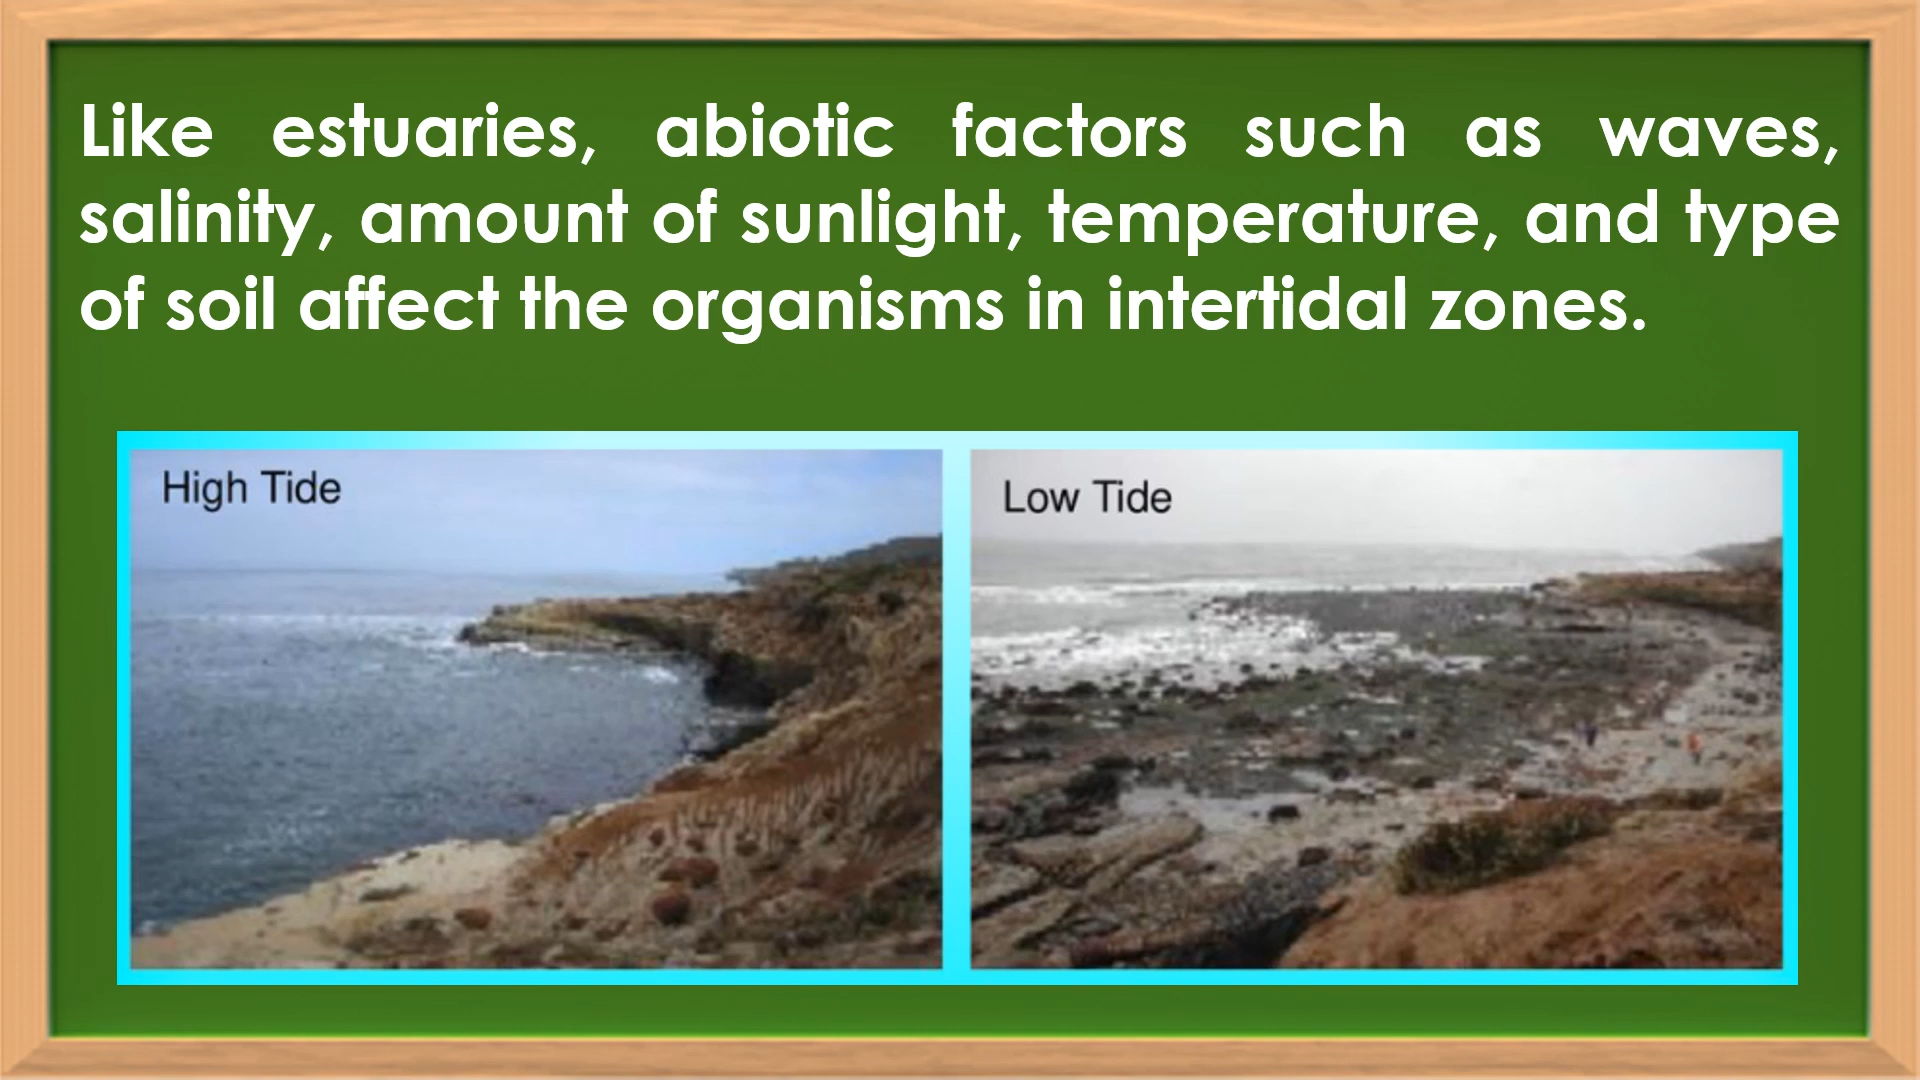 Like estuaries, abiotic factors such as waves,
salinity, amount of sunlight, temperature, and type
of soil affect the organisms in intertidal zones.
High Tide
Low Tide